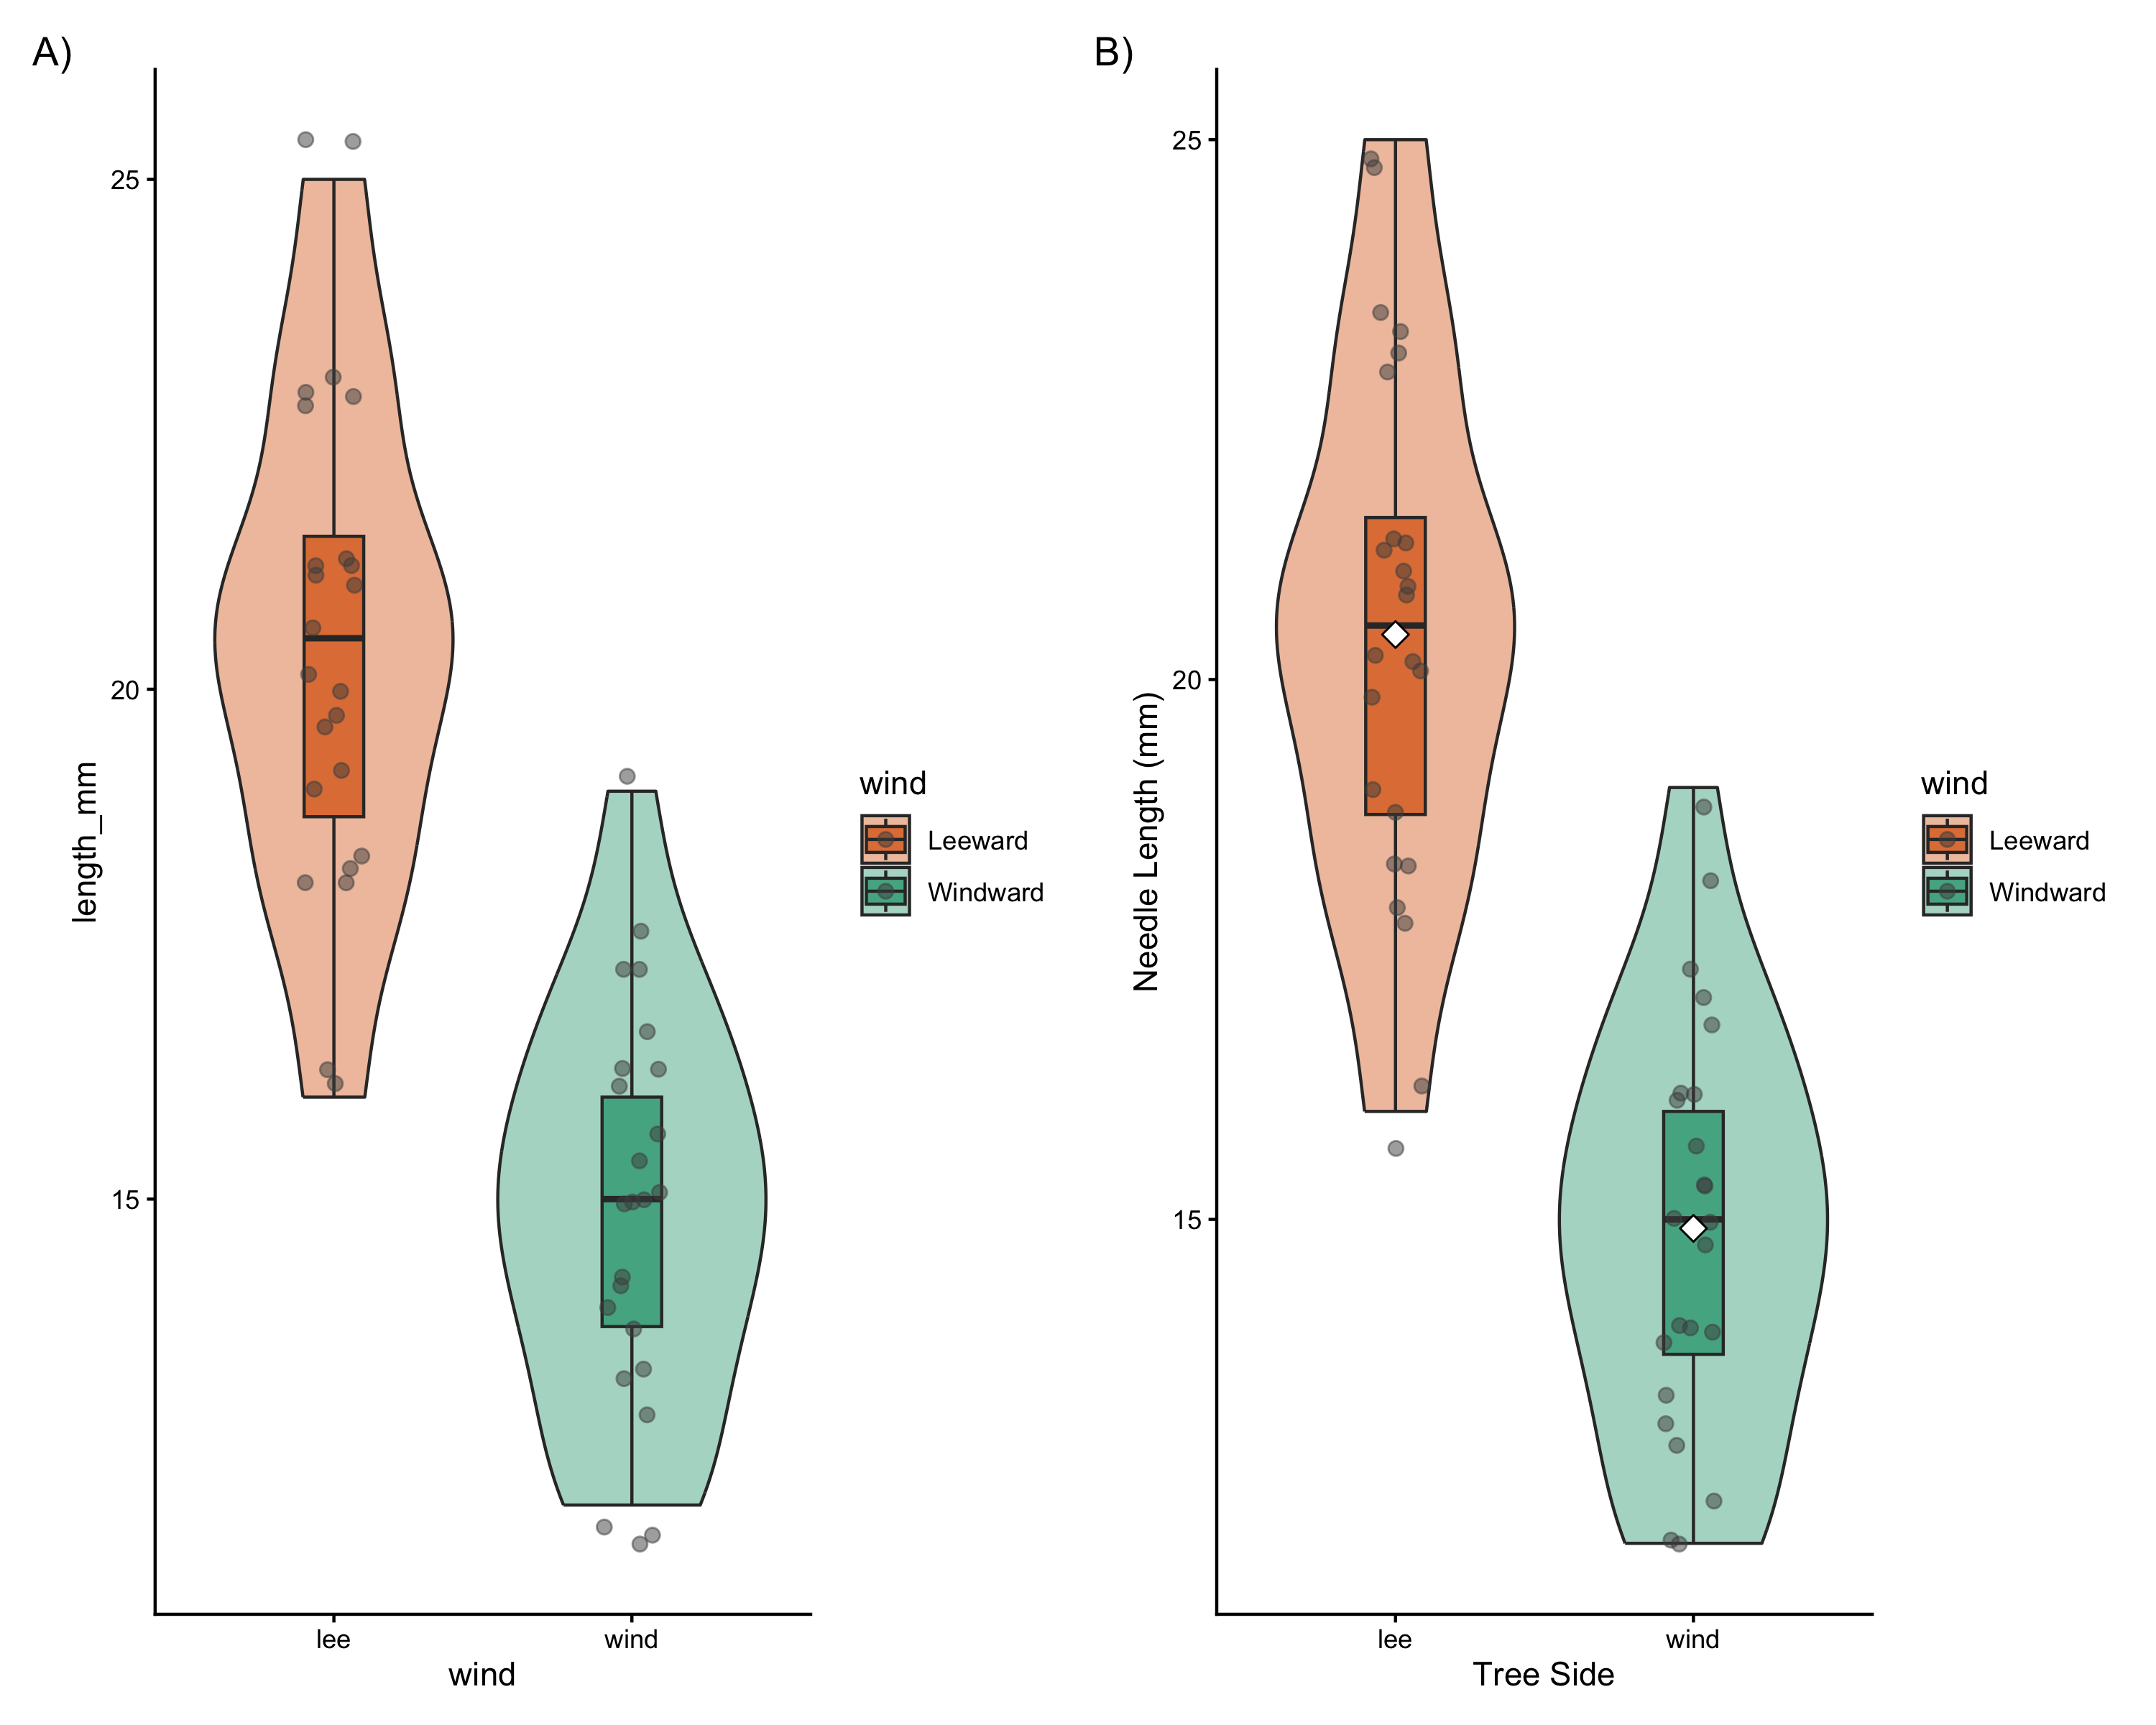 A)
25
20
15
length_mm
lee
wind
wind
wind
Leeward
Windward
B)
25
20
15
Needle Length (mm)
lee
wind
Tree Side
wind
Leeward
Windward